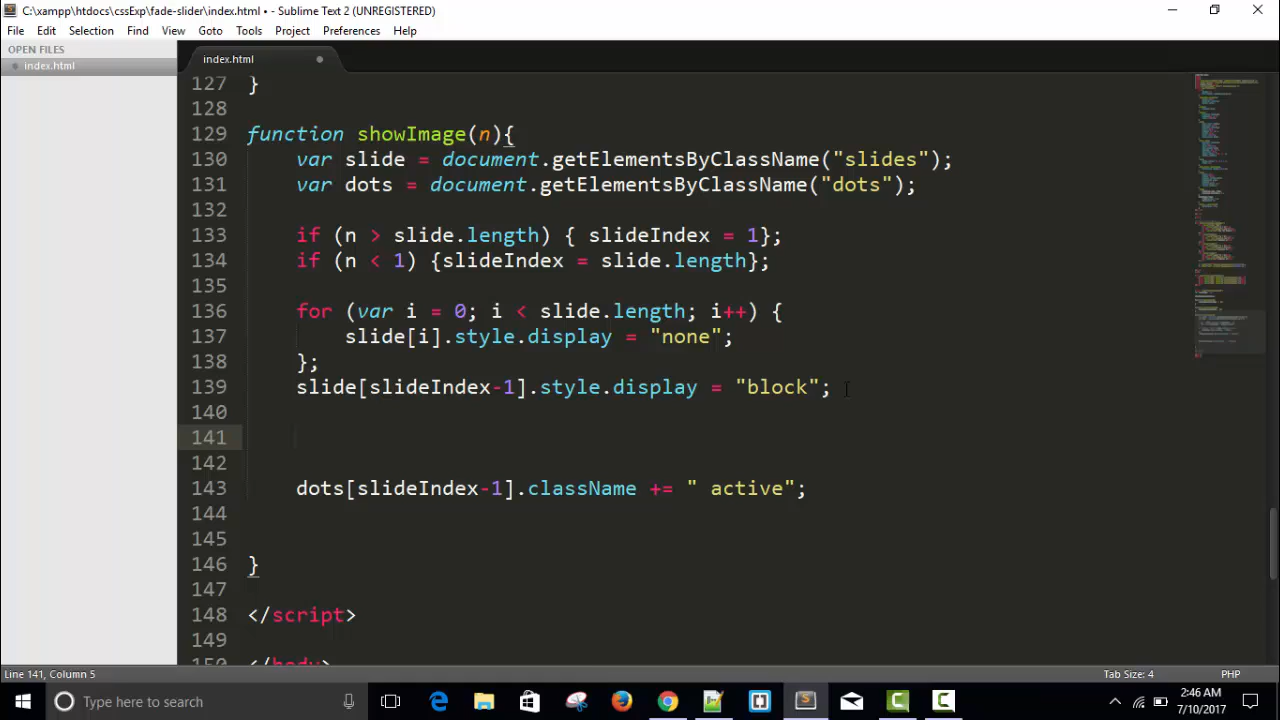 C:\xampp\htdocs\cssExp\fade-slider\index.html • - Sublime Text 2 (UNREGISTERED)
File Edit Selection Find View Goto Tools Project Preferences Help
OPEN FILES
index.html
index.html
127 }
128
129 function showImage(n){
130 var slide = document.getElementsByClassName("slides");
131 var dots = document.getElementsByClassName("dots");
132
133 if (n > slide.length) { slideIndex = 1};
134 if (n < 1) {slideIndex = slide.length};
135
136 for (var i = 0; i < slide.length; i++) {
137 slide[i].style.display = "none";
138 };
139 slide[slideIndex-1].style.display = "block";
140
141
142
143 dots[slideIndex-1].className += " active";
144
145
146 }
147
148 </script>
149
150 </body>
Line 141, Column 5
Tab Size: 4
PHP
Type here to search
2:46 AM
7/10/2017